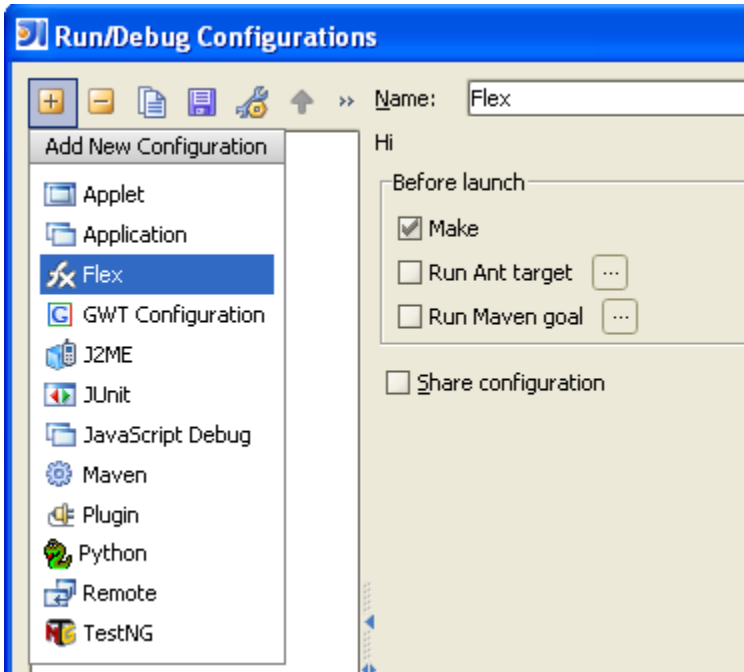 Run/Debug Configurations
Name: Flex
Add New Configuration
Hi
Applet
Application
Flex
GWT Configuration
J2ME
JUnit
JavaScript Debug
Maven
Plugin
Python
Remote
TestNG
Before launch
Make
Run Ant target ...
Run Maven goal ...
Share configuration